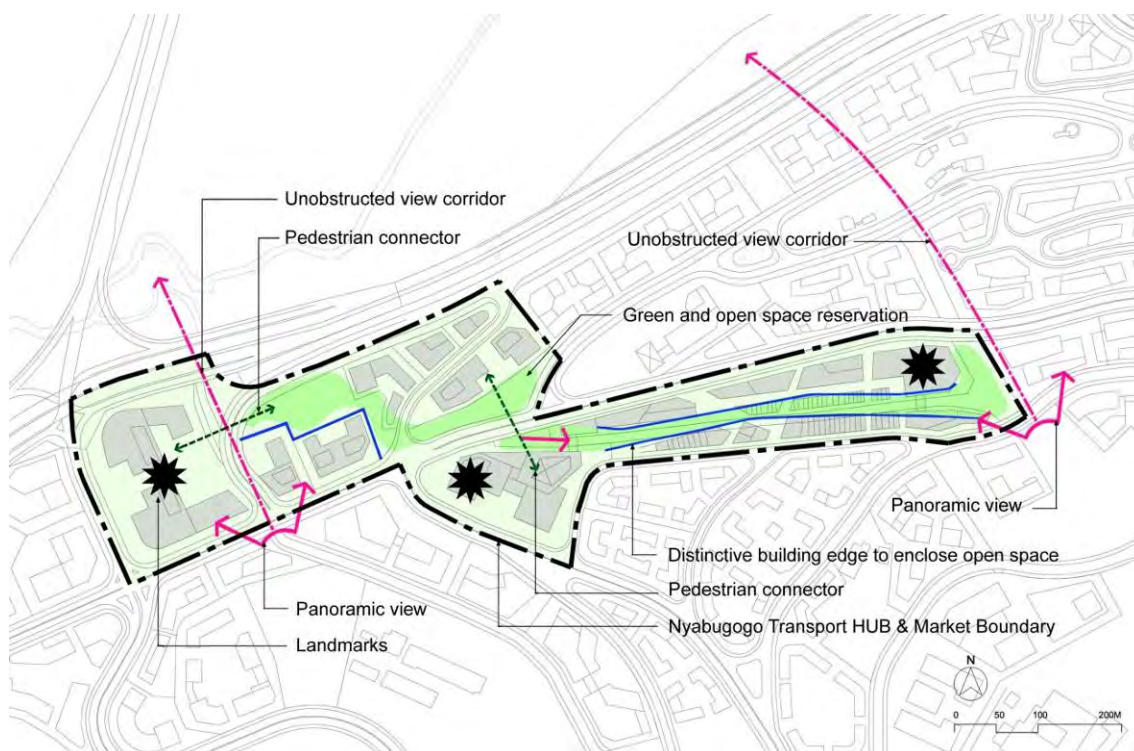 Unobstructed view corridor
Pedestrian connector
Unobstructed view corridor
Green and open space reservation
Panoramic view
Distinctive building edge to enclose open space
Pedestrian connector
Panoramic view
Nyabugogo Transport HUB & Market Boundary
Landmarks
N
0 50 100 200M